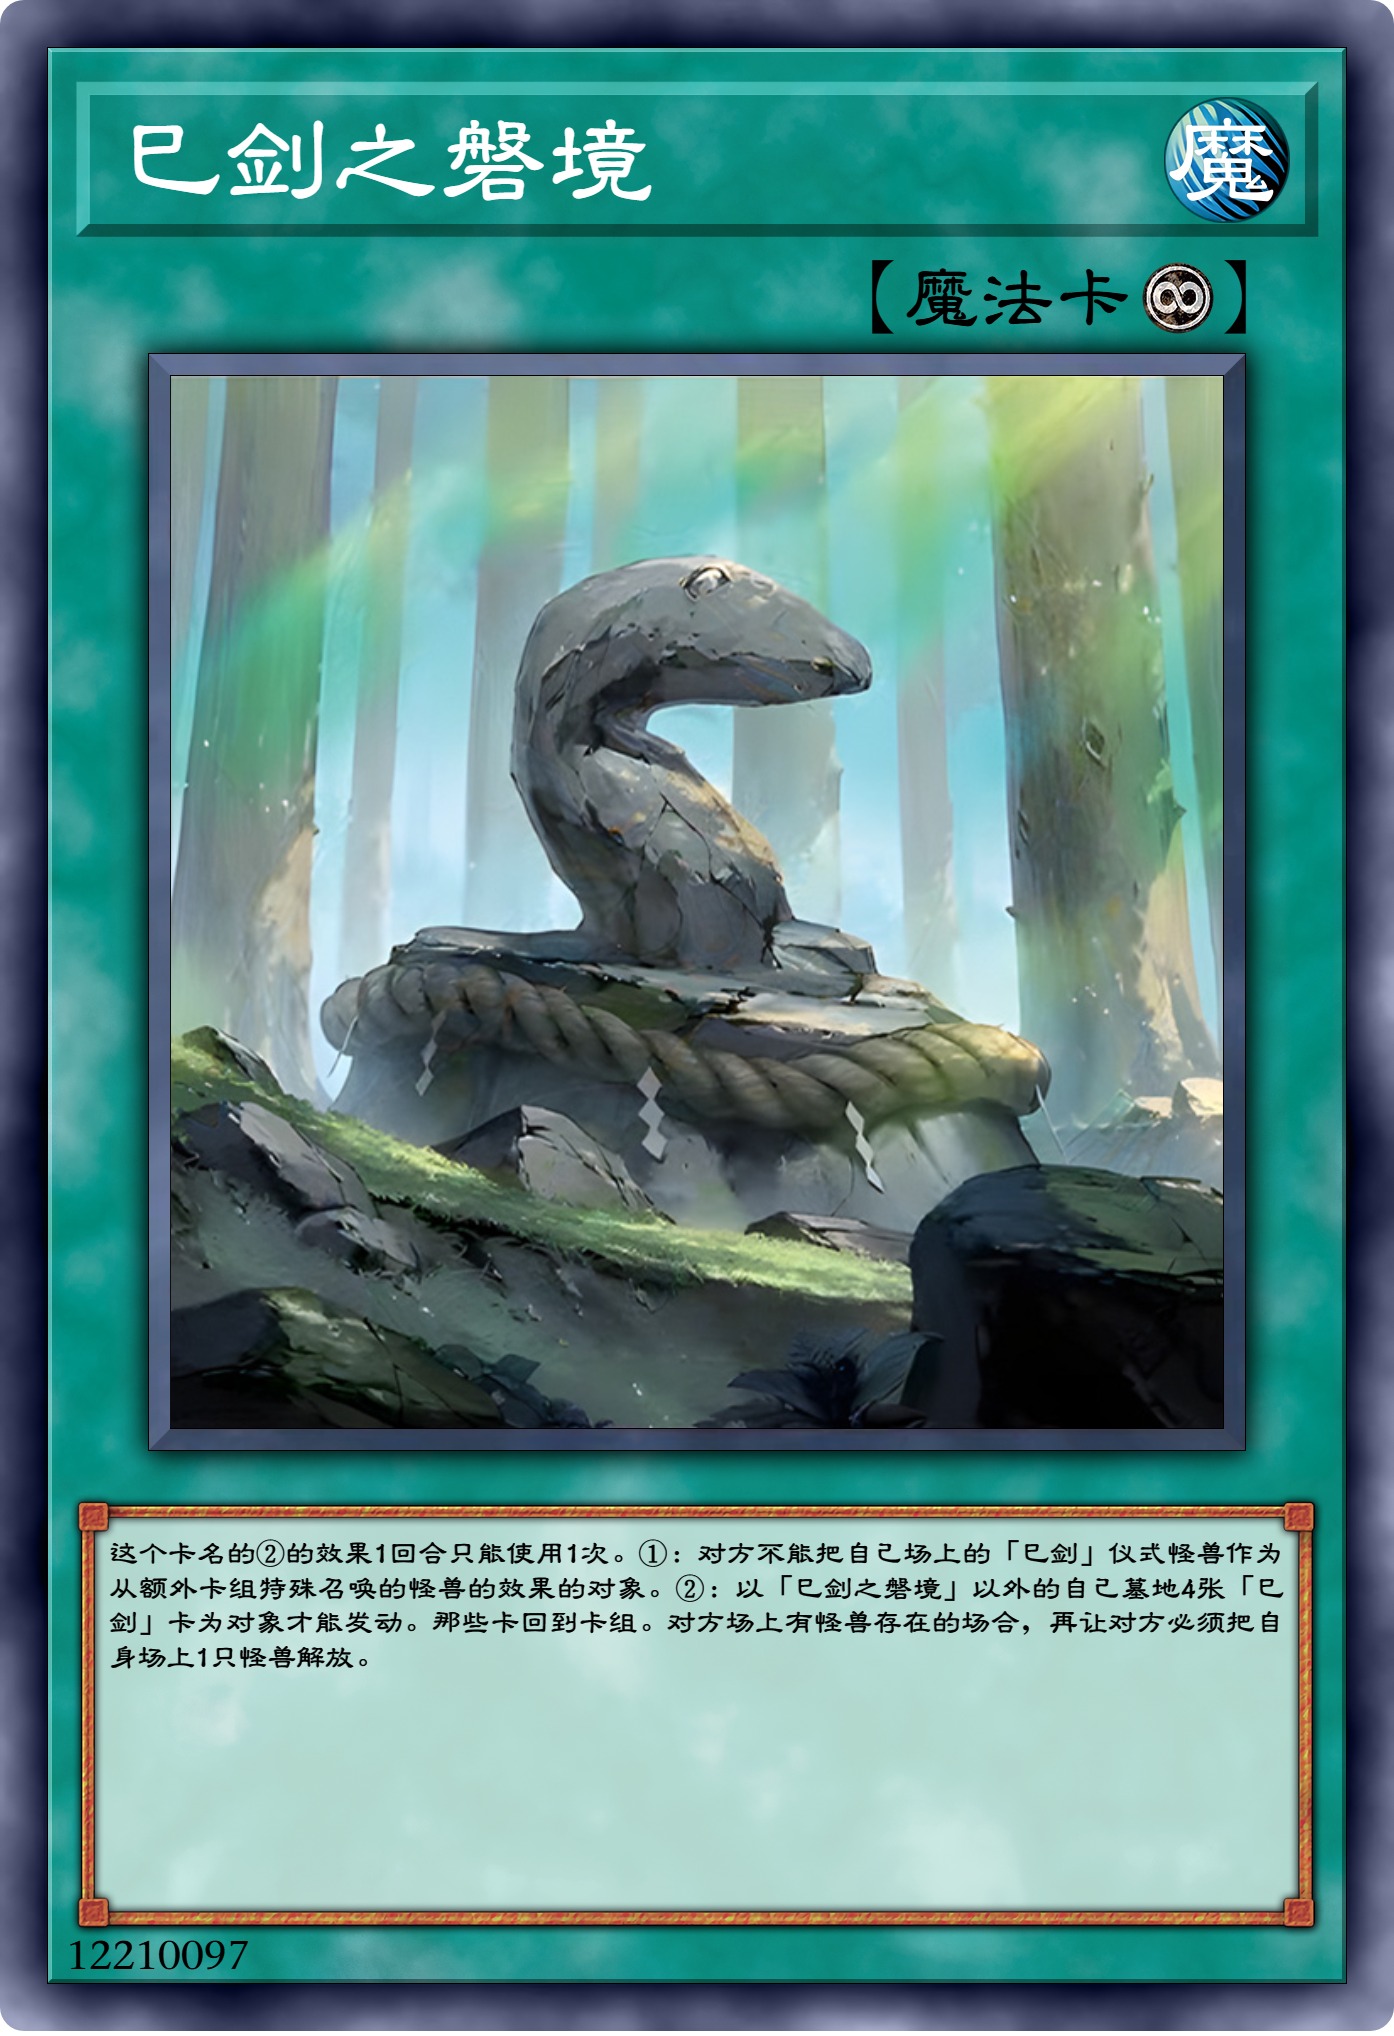 巳剑之磐境
魔
【魔法卡】
这个卡名的②的效果1回合只能使用1次。①：对方不能把自己场上的「巳剑」仪式怪兽作为
从额外卡组特殊召唤的怪兽的效果的对象。②：以「巳剑之磐境」以外的自己墓地4张「巳
剑」卡为对象才能发动。那些卡回到卡组。对方场上有怪兽存在的场合，再让对方必须把自
身场上1只怪兽解放。
12210097